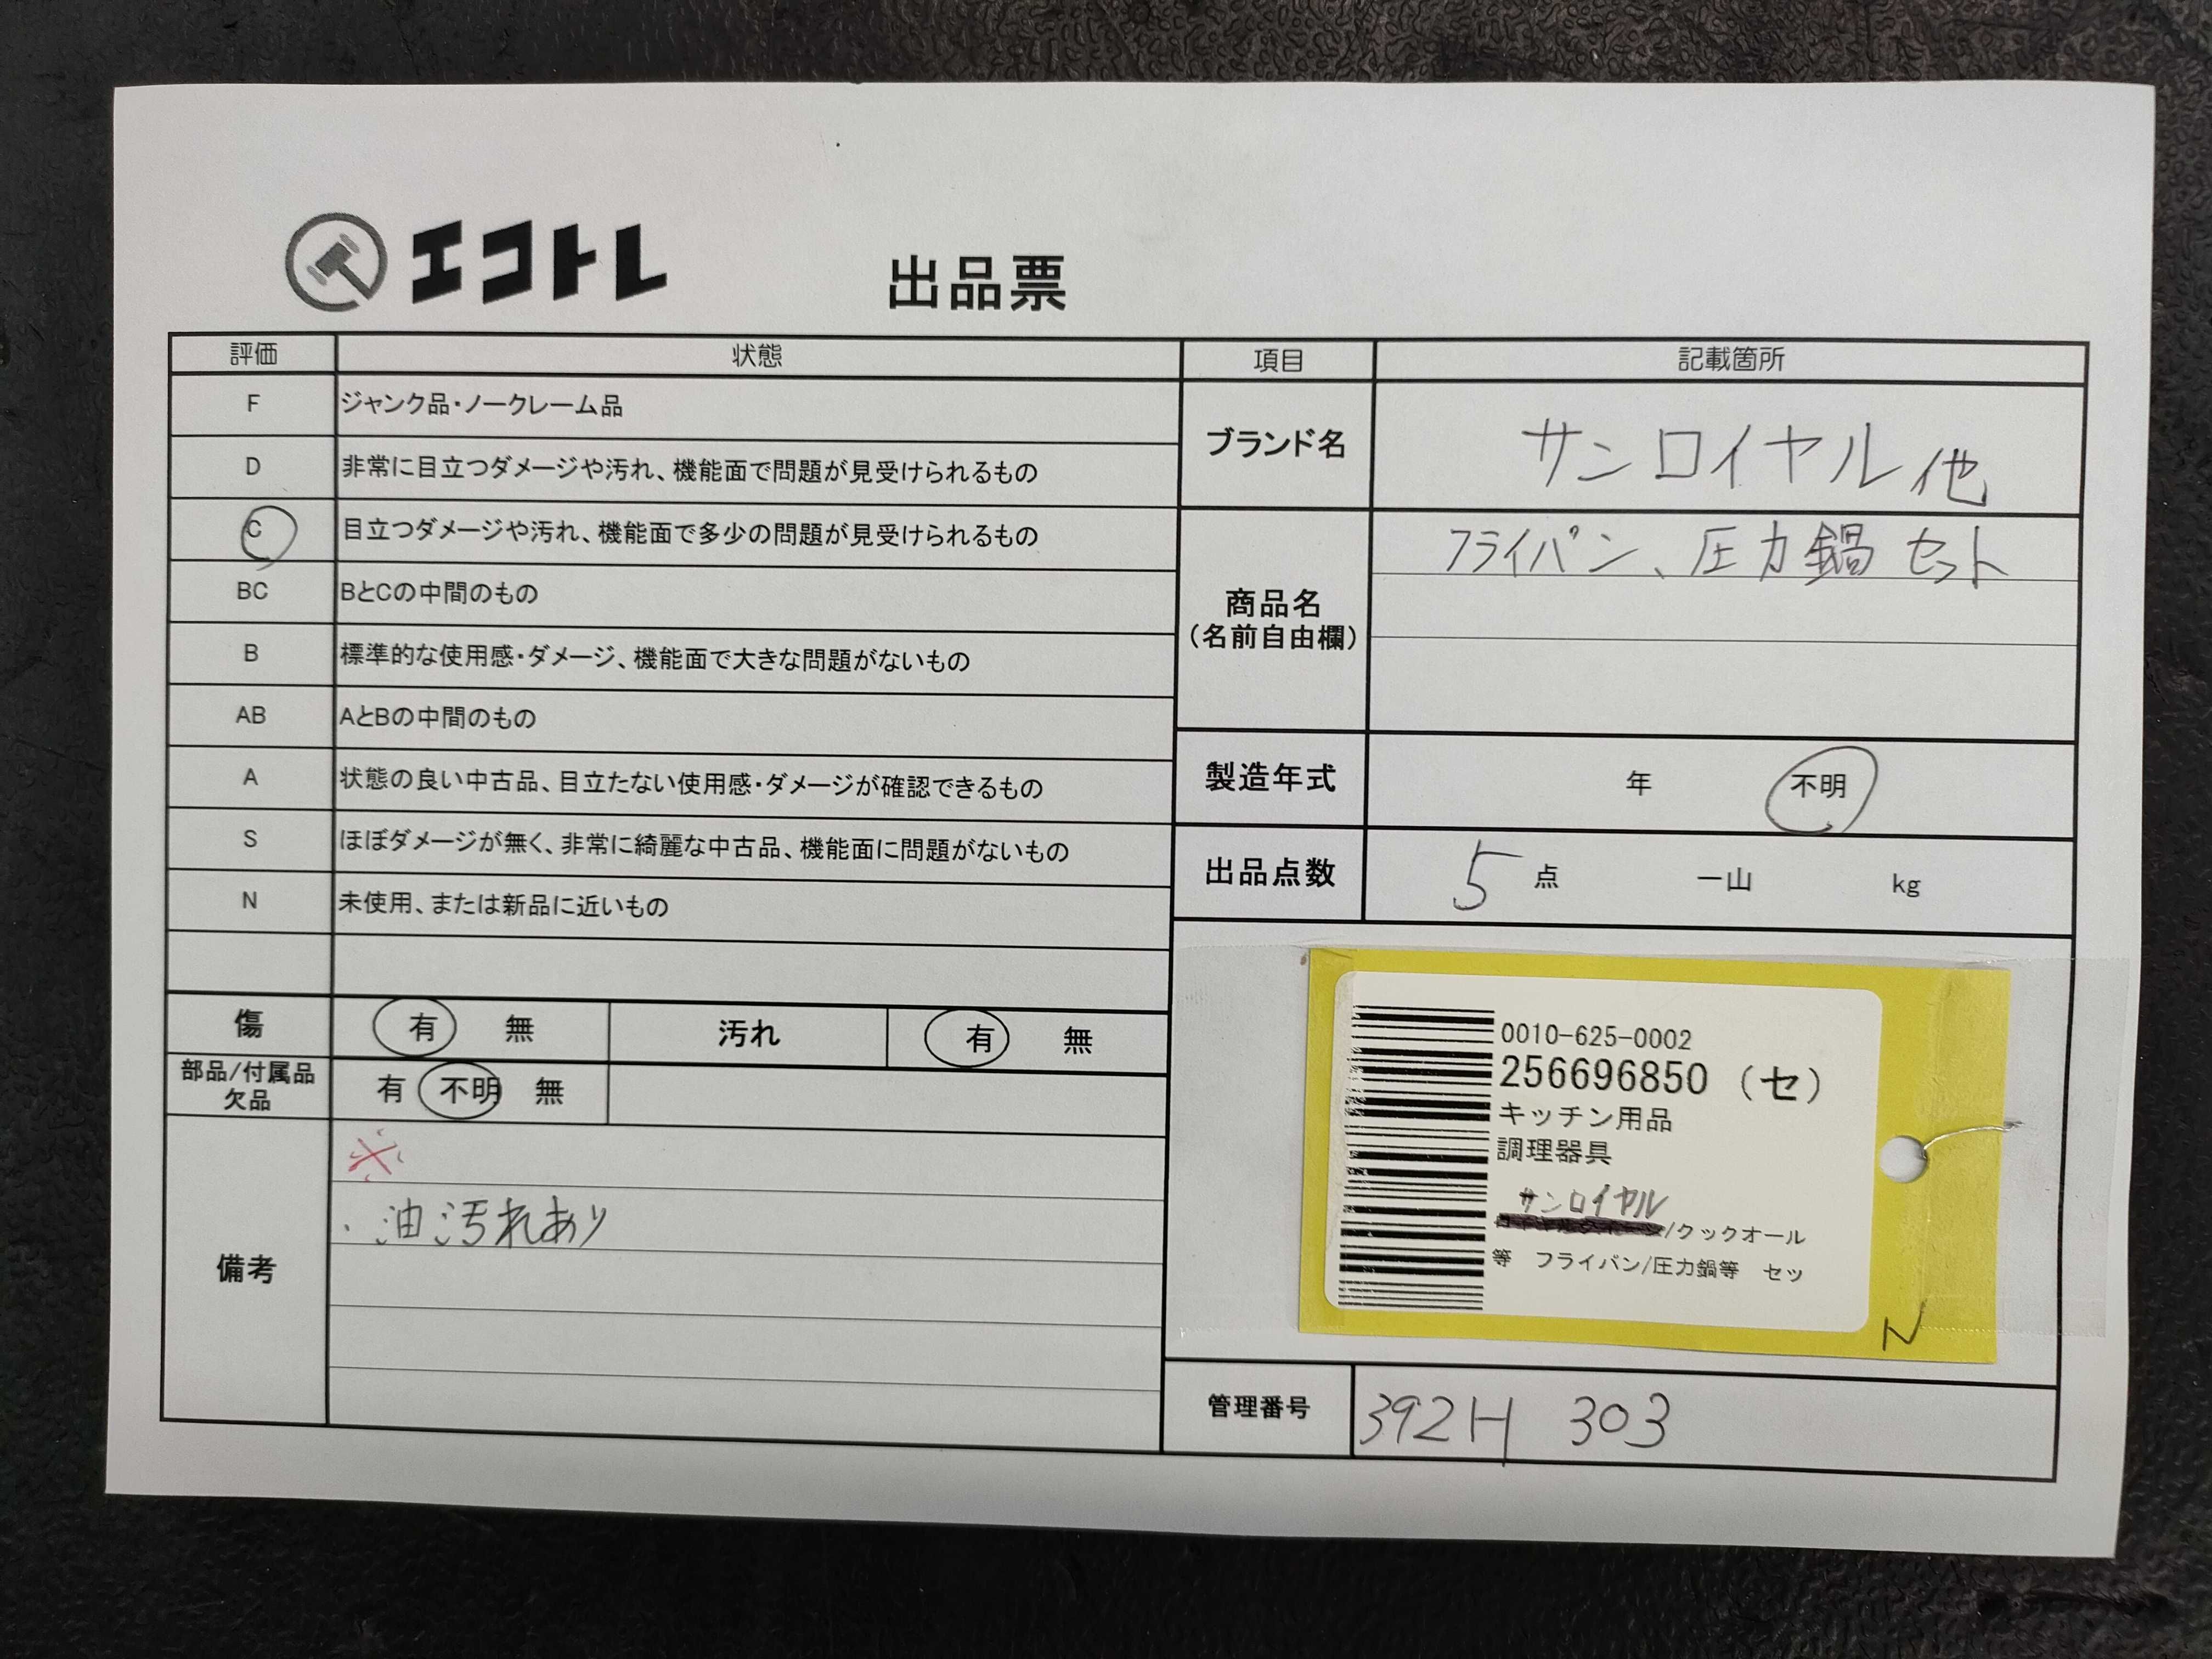 エコトレ
出品票
評価 状態
F ジャンク品・ノークレーム品
D 非常に目立つダメージや汚れ、機能面で問題が見受けられるもの
C 目立つダメージや汚れ、機能面で多少の問題が見受けられるもの
BC BとCの中間のもの
B 標準的な使用感・ダメージ、機能面で大きな問題がないもの
AB AとBの中間のもの
A 状態の良い中古品、目立たない使用感・ダメージが確認できるもの
S ほぼダメージが無く、非常に綺麗な中古品、機能面に問題がないもの
N 未使用、または新品に近いもの
傷 有 無 汚れ 有 無
部品/付属品
欠品
有 不明 無
備考
※
・油汚れあり
項目 記載箇所
ブランド名 サンロイヤル他
商品名
(名前自由欄)
フライパン、圧力鍋セット
製造年式 年 不明
出品点数 5 点 一山 kg
0010-625-0002
256696850 (セ)
キッチン用品
調理器具
サンロイヤル
/クックオール
等 フライパン/圧力鍋等 セッ
N
管理番号 392H 303